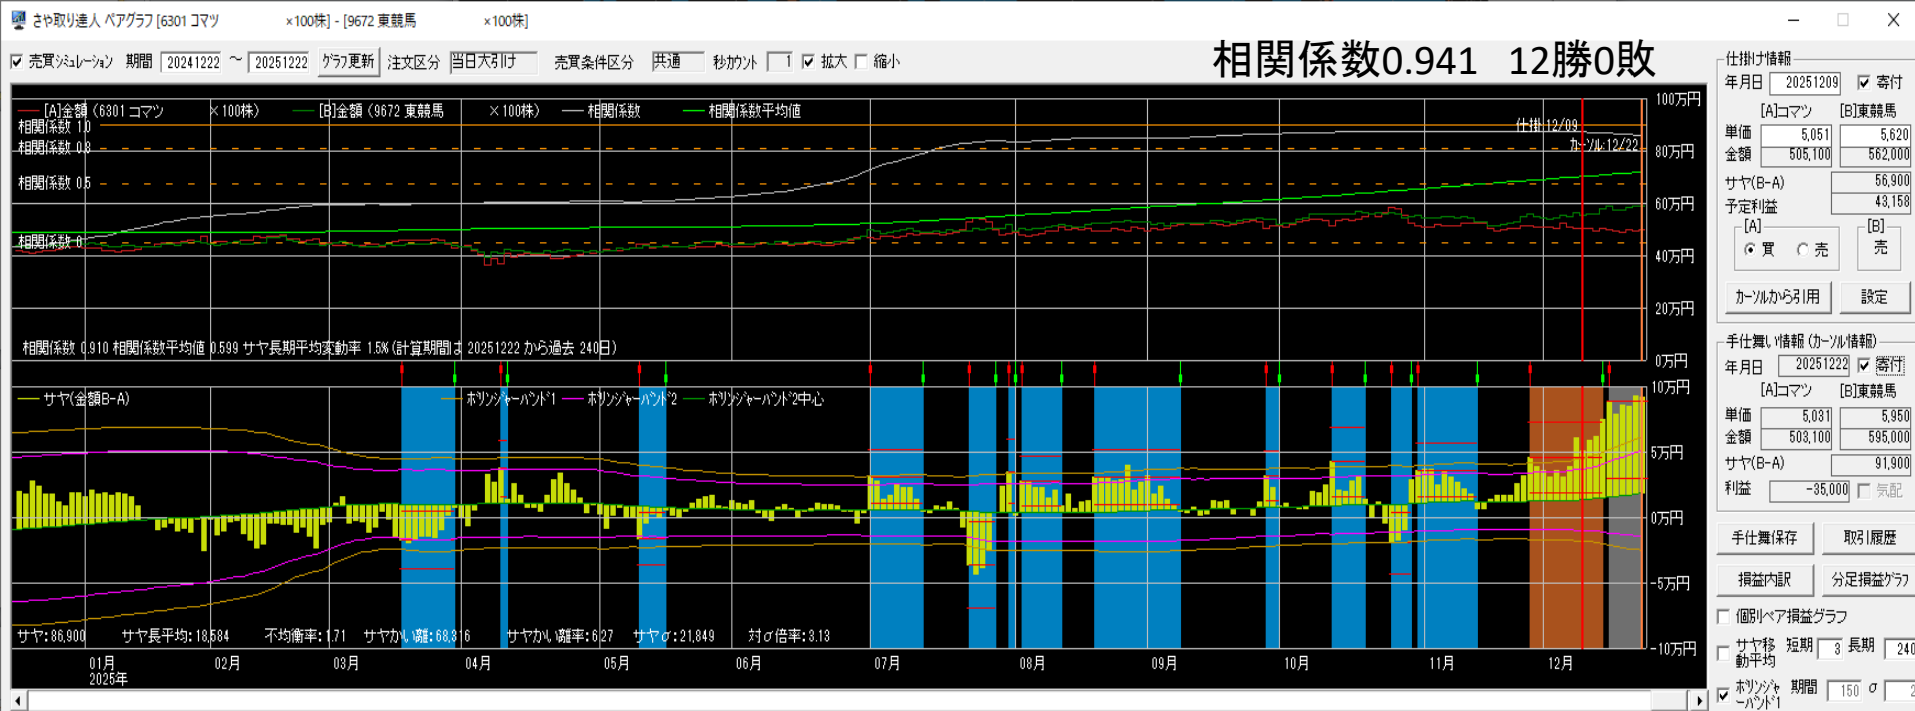 さや取り達人 ペアグラフ [6301 コマツ ×100株] - [9672 東競馬 ×100株]
相関係数0.941 12勝0敗
売買シミュレーション 期間 20241222 ～ 20251222 グラフ更新 注文区分 当日大引け 売買条件区分 共通 秒カウント 1 拡大 縮小
[A]金額 (6301 コマツ ×100株) [B]金額 (9672 東競馬 ×100株) 相関係数 相関係数平均値
相関係数 1.0
相関係数 0.8
相関係数 0.5
相関係数 0
仕掛:12/09
カーソル:12/22
100万円
80万円
60万円
40万円
20万円
0万円
相関係数 0.910 相関係数平均値 0.599 サヤ長期平均変動率 1.5% (計算期間は 20251222 から過去 240日)
サヤ(金額B-A) ボリンジャーバンド1 ボリンジャーバンド2 ボリンジャーバンド2中心
10万円
5万円
0万円
-5万円
-10万円
サヤ:86,900 サヤ長平均:18,584 不均衡率:1.71 サヤかい離:68,316 サヤかい離率:6.27 サヤσ:21,849 対σ倍率:3.13
01月 02月 03月 04月 05月 06月 07月 08月 09月 10月 11月 12月
2025年
仕掛け情報
年月日 20251209 寄付
[A]コマツ [B]東競馬
単価 5,051 5,620
金額 505,100 562,000
サヤ(B-A) 56,900
予定利益 43,158
[A] [B]
買 売 売
カーソルから引用 設定
手仕舞い情報 (カーソル情報)
年月日 20251222 寄付
[A]コマツ [B]東競馬
単価 5,031 5,950
金額 503,100 595,000
サヤ(B-A) 91,900
利益 -35,000 気配
手仕舞保存 取引履歴
損益内訳 分足損益グラフ
個別ペア損益グラフ
サヤ移動平均 短期 3 長期 240
ボリンジャーバンド1 期間 150 σ 2